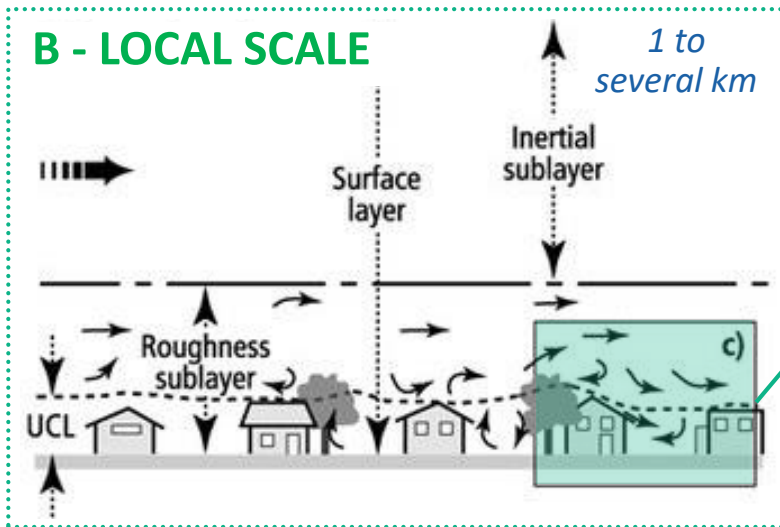 B - LOCAL SCALE
1 to
several km
Inertial
sublayer
Surface
layer
Roughness
sublayer
c)
UCL